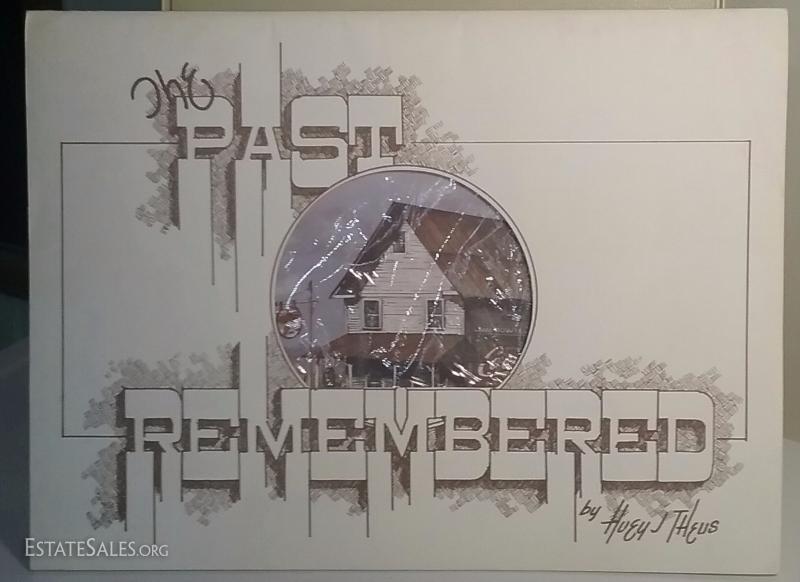 The
PAST
REMEMBERED
by Huey J Theus
ESTATESALES.ORG